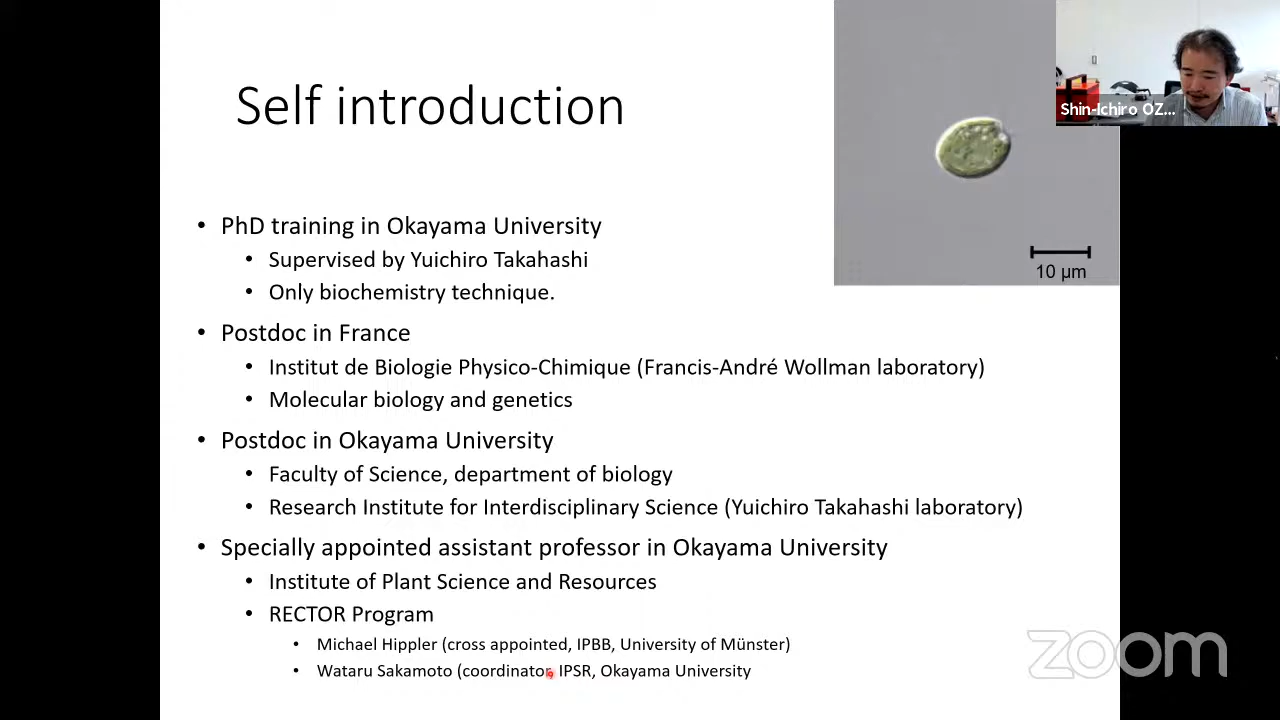 Self introduction
Shin-Ichiro OZ...
10 μm
• PhD training in Okayama University
• Supervised by Yuichiro Takahashi
• Only biochemistry technique.
• Postdoc in France
• Institut de Biologie Physico-Chimique (Francis-André Wollman laboratory)
• Molecular biology and genetics
• Postdoc in Okayama University
• Faculty of Science, department of biology
• Research Institute for Interdisciplinary Science (Yuichiro Takahashi laboratory)
• Specially appointed assistant professor in Okayama University
• Institute of Plant Science and Resources
• RECTOR Program
• Michael Hippler (cross appointed, IPBB, University of Münster)
• Wataru Sakamoto (coordinator, IPSR, Okayama University
zoom